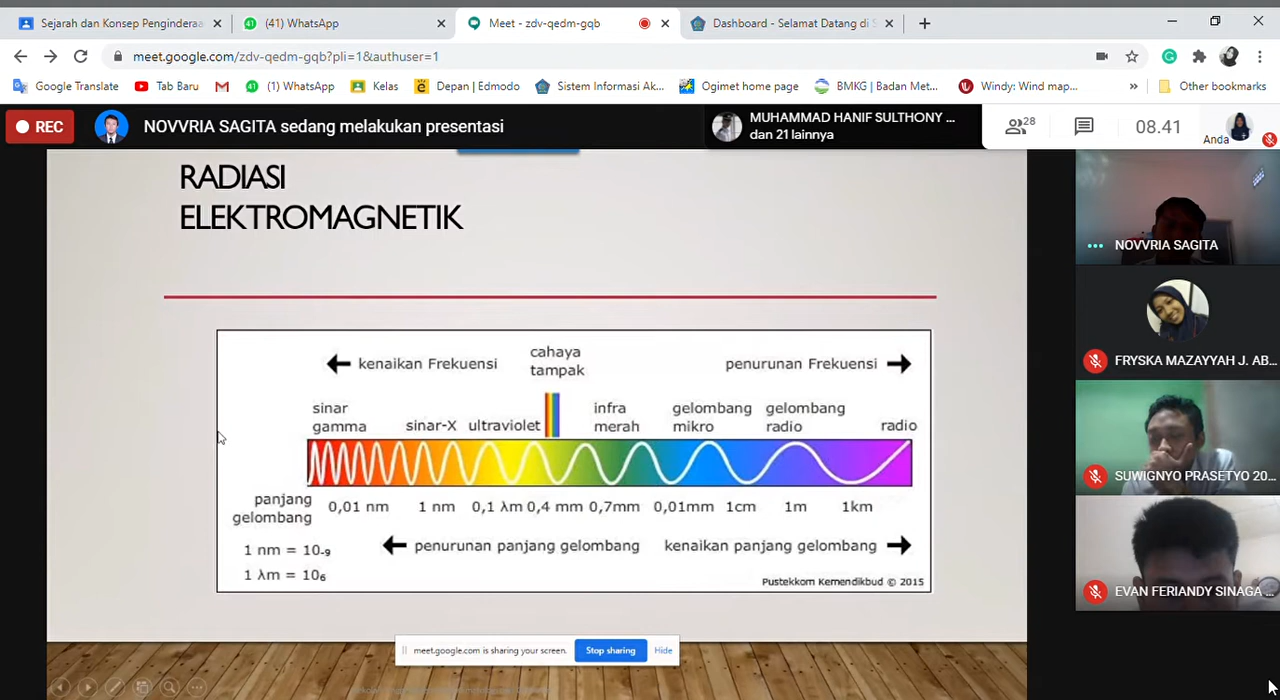 Sejarah dan Konsep Penginderaa
(41) WhatsApp
Meet - zdv-qedm-gqb
Dashboard - Selamat Datang di S
meet.google.com/zdv-qedm-gqb?pli=1&authuser=1
Google Translate
Tab Baru
(1) WhatsApp
Kelas
Depan | Edmodo
Sistem Informasi Ak...
Ogimet home page
BMKG | Badan Met...
Windy: Wind map...
Other bookmarks
REC
NOVVRIA SAGITA sedang melakukan presentasi
MUHAMMAD HANIF SULTHONY ...
dan 21 lainnya
28
08.41
Anda
RADIASI
ELEKTROMAGNETIK
kenaikan Frekuensi
cahaya
tampak
penurunan Frekuensi
sinar
gamma
sinar-X
ultraviolet
infra
merah
gelombang
mikro
gelombang
radio
radio
panjang
gelombang
0,01 nm
1 nm
0,1 λm
0,4 mm
0,7mm
0,01mm
1cm
1m
1km
penurunan panjang gelombang
kenaikan panjang gelombang
1 nm = 10-9
1 λm = 106
Pustekkom Kemendikbud © 2015
meet.google.com is sharing your screen.
Stop sharing
Hide
NOVVRIA SAGITA
FRYSKA MAZAYYAH J. AB...
SUWIGNYO PRASETYO 20...
EVAN FERIANDY SINAGA ...